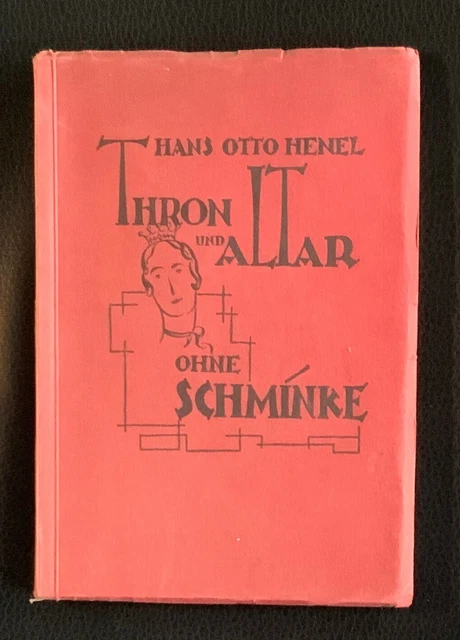 HANS OTTO HENEL
THRON
UND ALTAR
OHNE
SCHMINKE